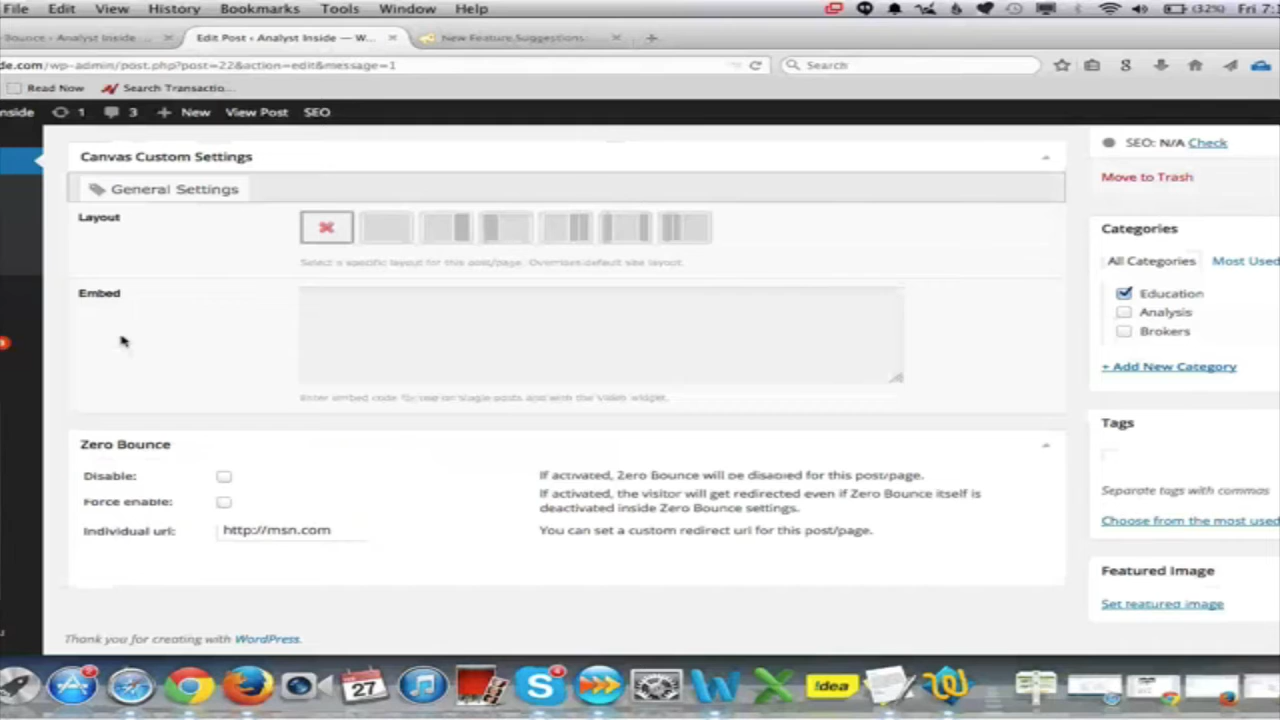 File Edit View History Bookmarks Tools Window Help (32%) Fri 7:
Bounce ‹ Analyst Inside ... Edit Post ‹ Analyst Inside — W... New Feature Suggestions
de.com/wp-admin/post.php?post=22&action=edit&message=1 Search
Read Now Search Transactio...
nside 1 3 + New View Post SEO
Canvas Custom Settings
General Settings
Layout
Select a specific layout for this post/page. Overrides default site layout.
Embed
Enter embed code for use on single posts and with the Video widget.
Zero Bounce
Disable: If activated, Zero Bounce will be disabled for this post/page.
Force enable: If activated, the visitor will get redirected even if Zero Bounce itself is
deactivated inside Zero Bounce settings.
Individual url: http://msn.com You can set a custom redirect url for this post/page.
Thank you for creating with WordPress.
SEO: N/A Check
Move to Trash
Categories
All Categories Most Used
Education
Analysis
Brokers
+ Add New Category
Tags
Separate tags with commas
Choose from the most used
Featured Image
Set featured image
27
!dea